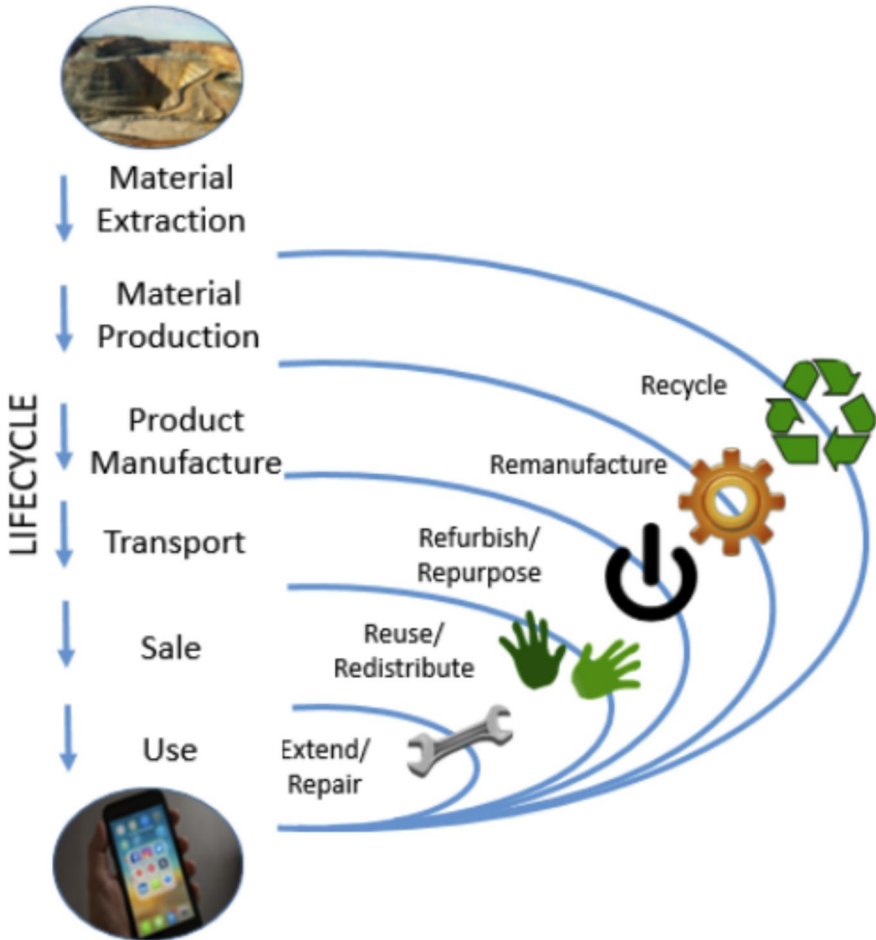 Material
Extraction
Material
Production
Product
Manufacture
Transport
Sale
Use
LIFECYCLE
Recycle
Remanufacture
Refurbish/
Repurpose
Reuse/
Redistribute
Extend/
Repair